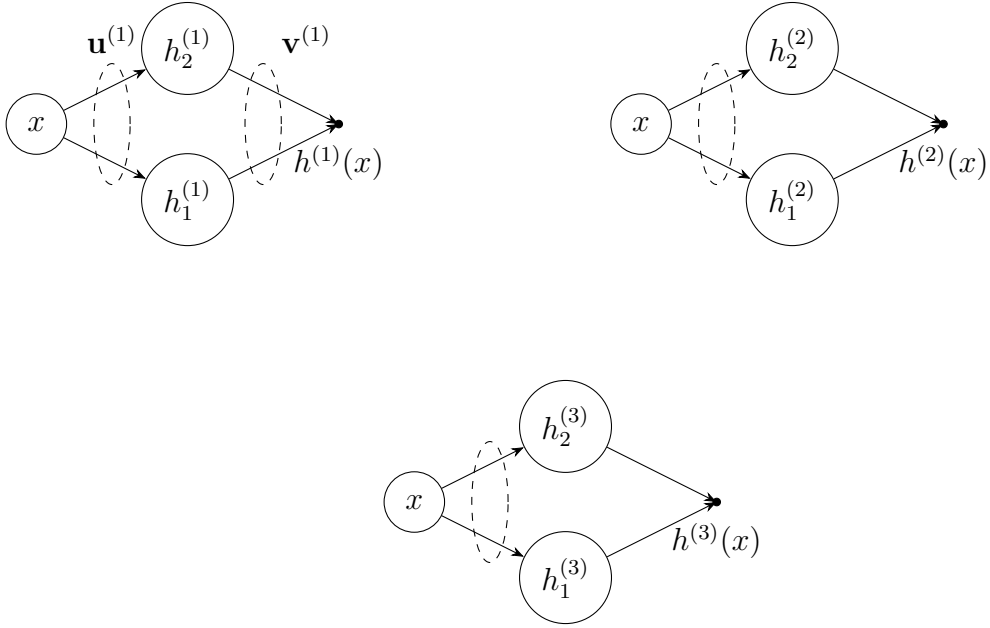 u^{(1)}
v^{(1)}
x
h_2^{(1)}
h_1^{(1)}
h^{(1)}(x)
x
h_2^{(2)}
h_1^{(2)}
h^{(2)}(x)
x
h_2^{(3)}
h_1^{(3)}
h^{(3)}(x)